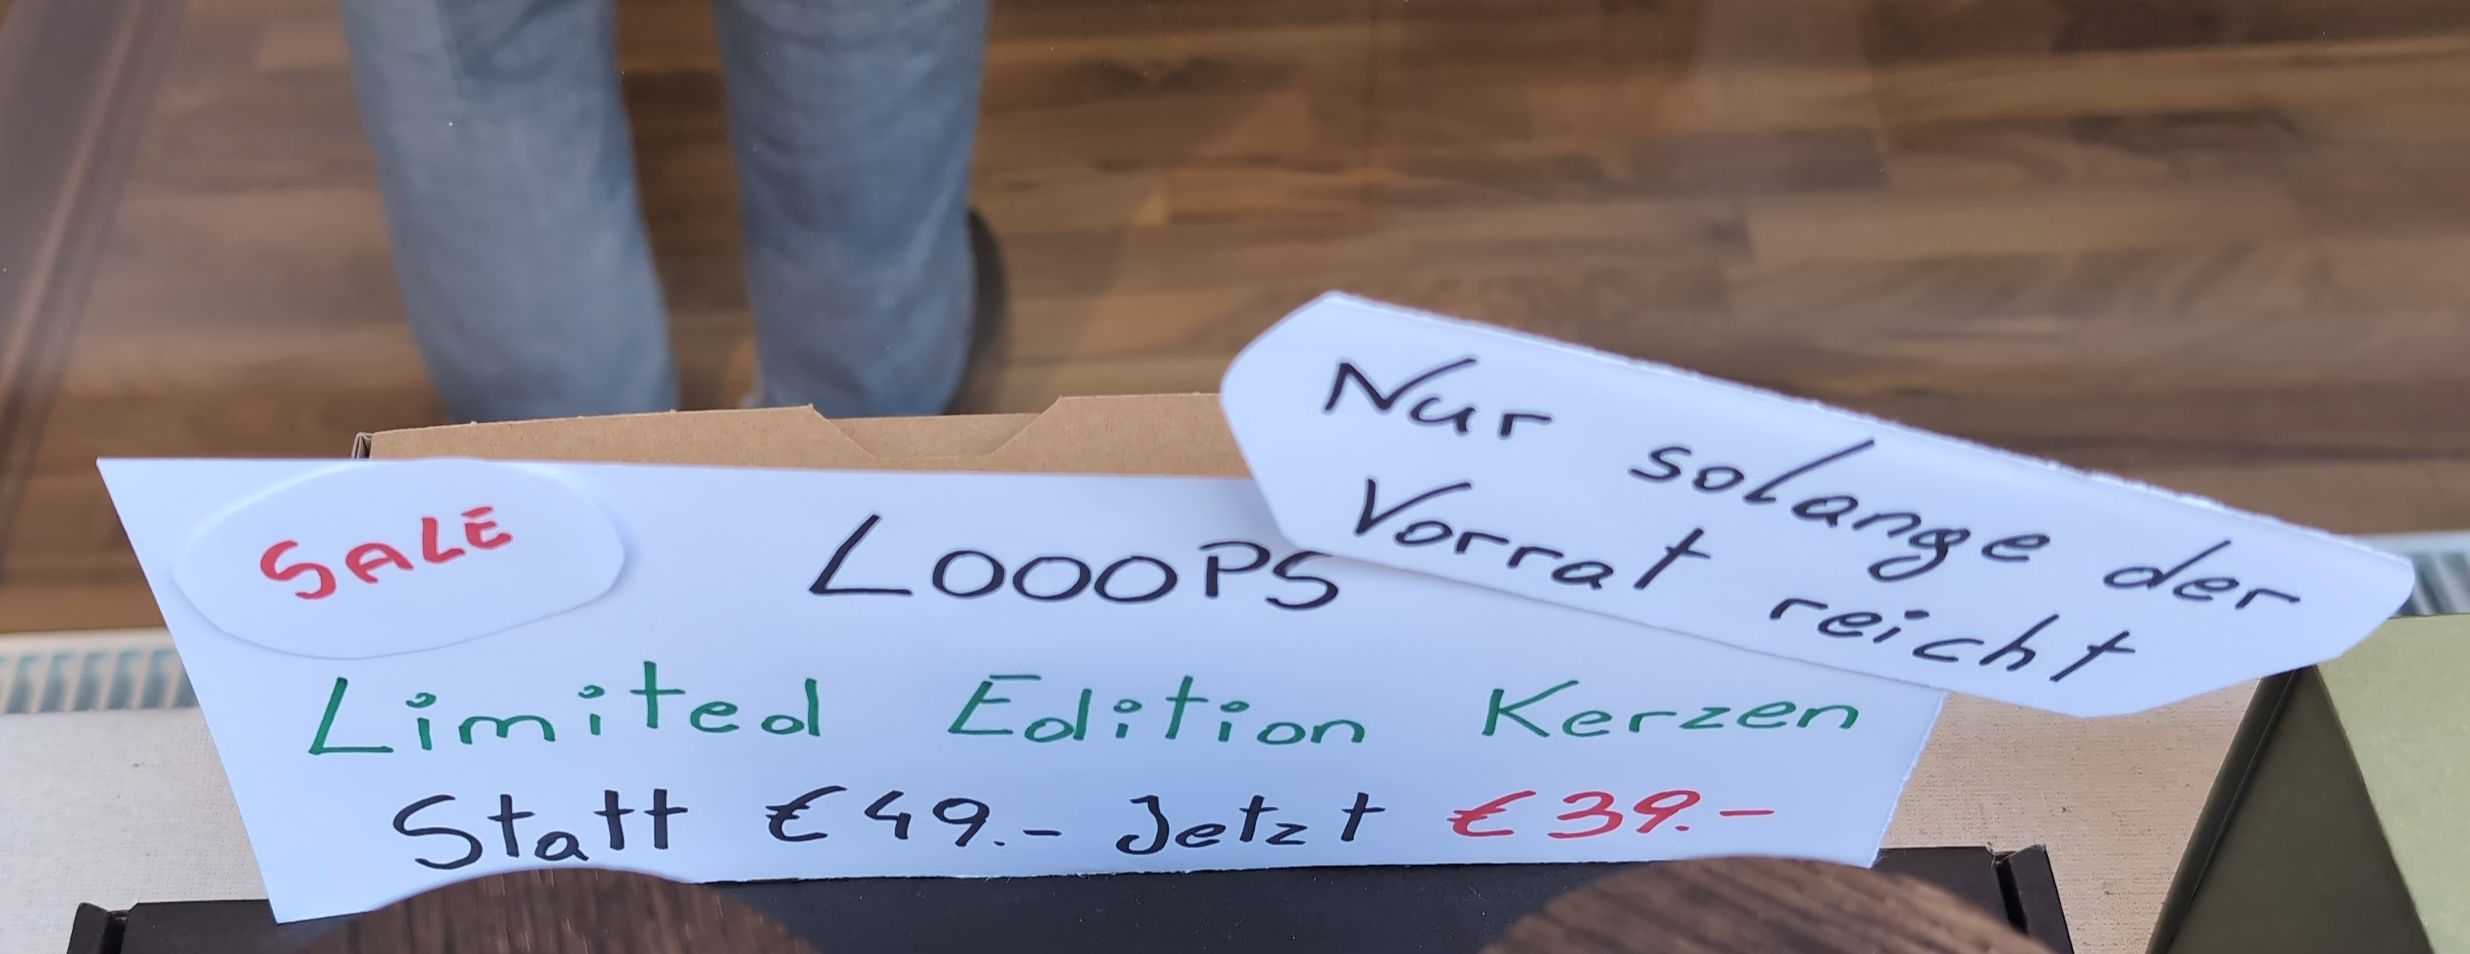 SALE
LOOOPS
Nur solange der
Vorrat reicht
Limited Edition Kerzen
Statt € 49.- Jetzt € 39.-